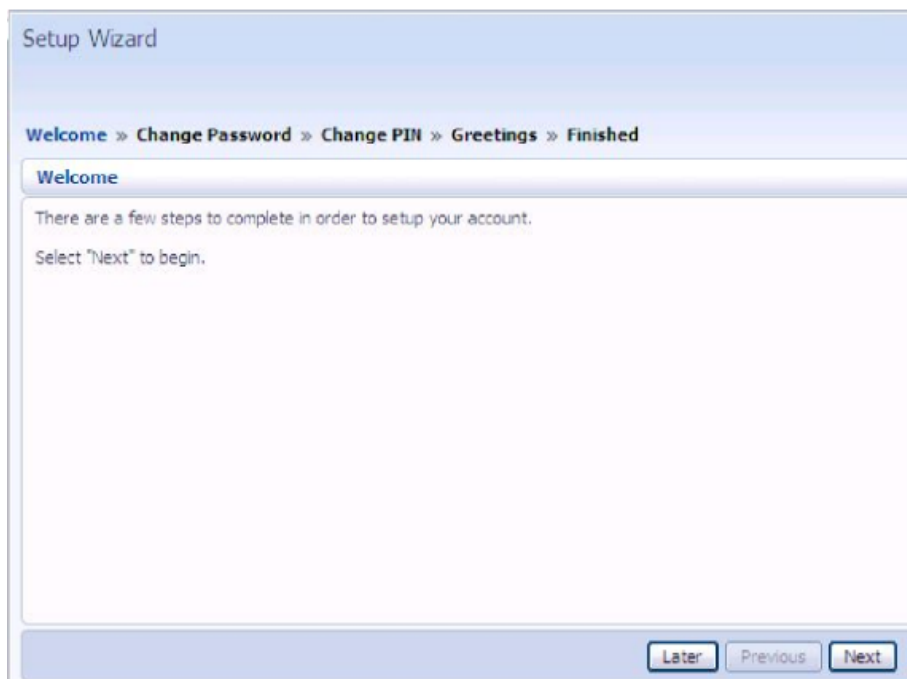 Setup Wizard
Welcome » Change Password » Change PIN » Greetings » Finished
Welcome
There are a few steps to complete in order to setup your account.
Select "Next" to begin.
Later Previous Next